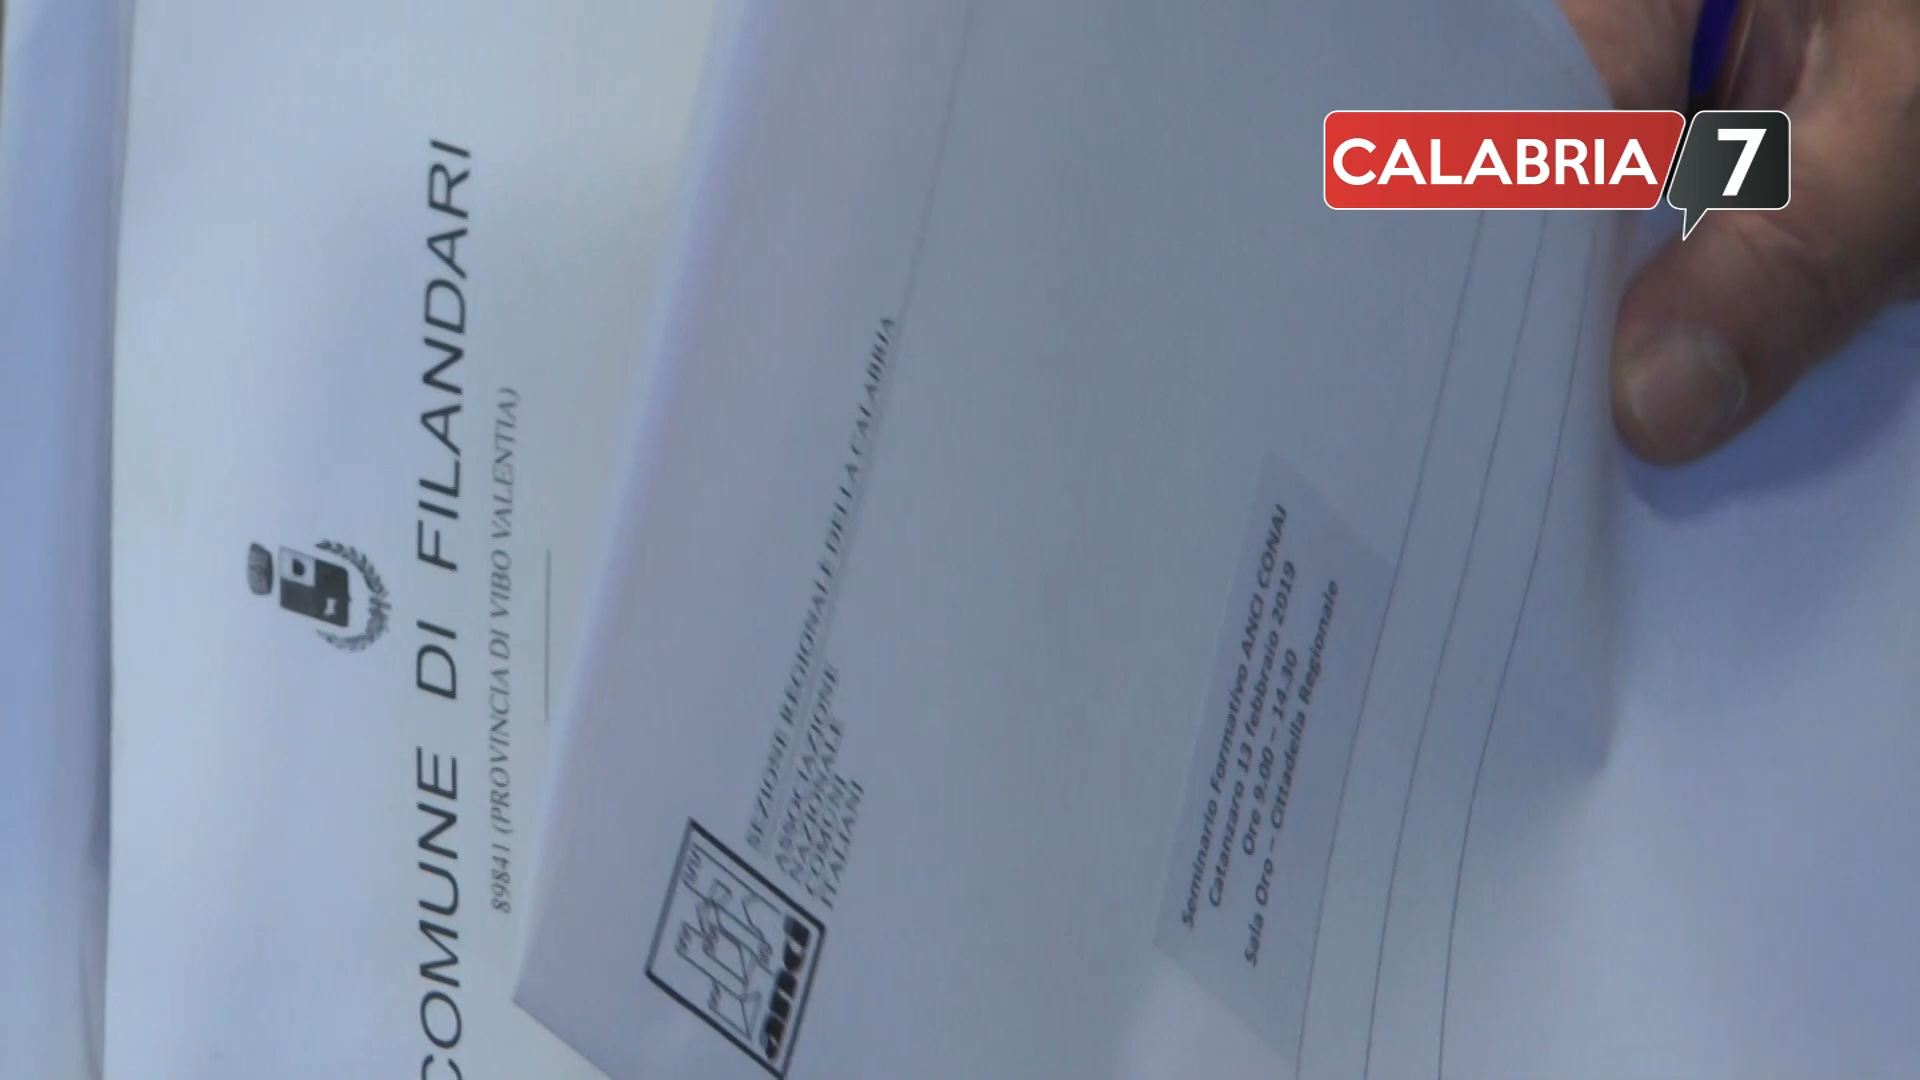 CALABRIA 7
COMUNE DI FILANDARI
89841 (PROVINCIA DI VIBO VALENTIA)
SEZIONE REGIONALE DELLA CALABRIA
ASSOCIAZIONE
NAZIONALE
COMUNI
ITALIANI
anci
Seminario Formativo ANCI CONAI
Catanzaro 13 febbraio 2019
Ore 9.00 – 14.30
Sala Oro – Cittadella Regionale